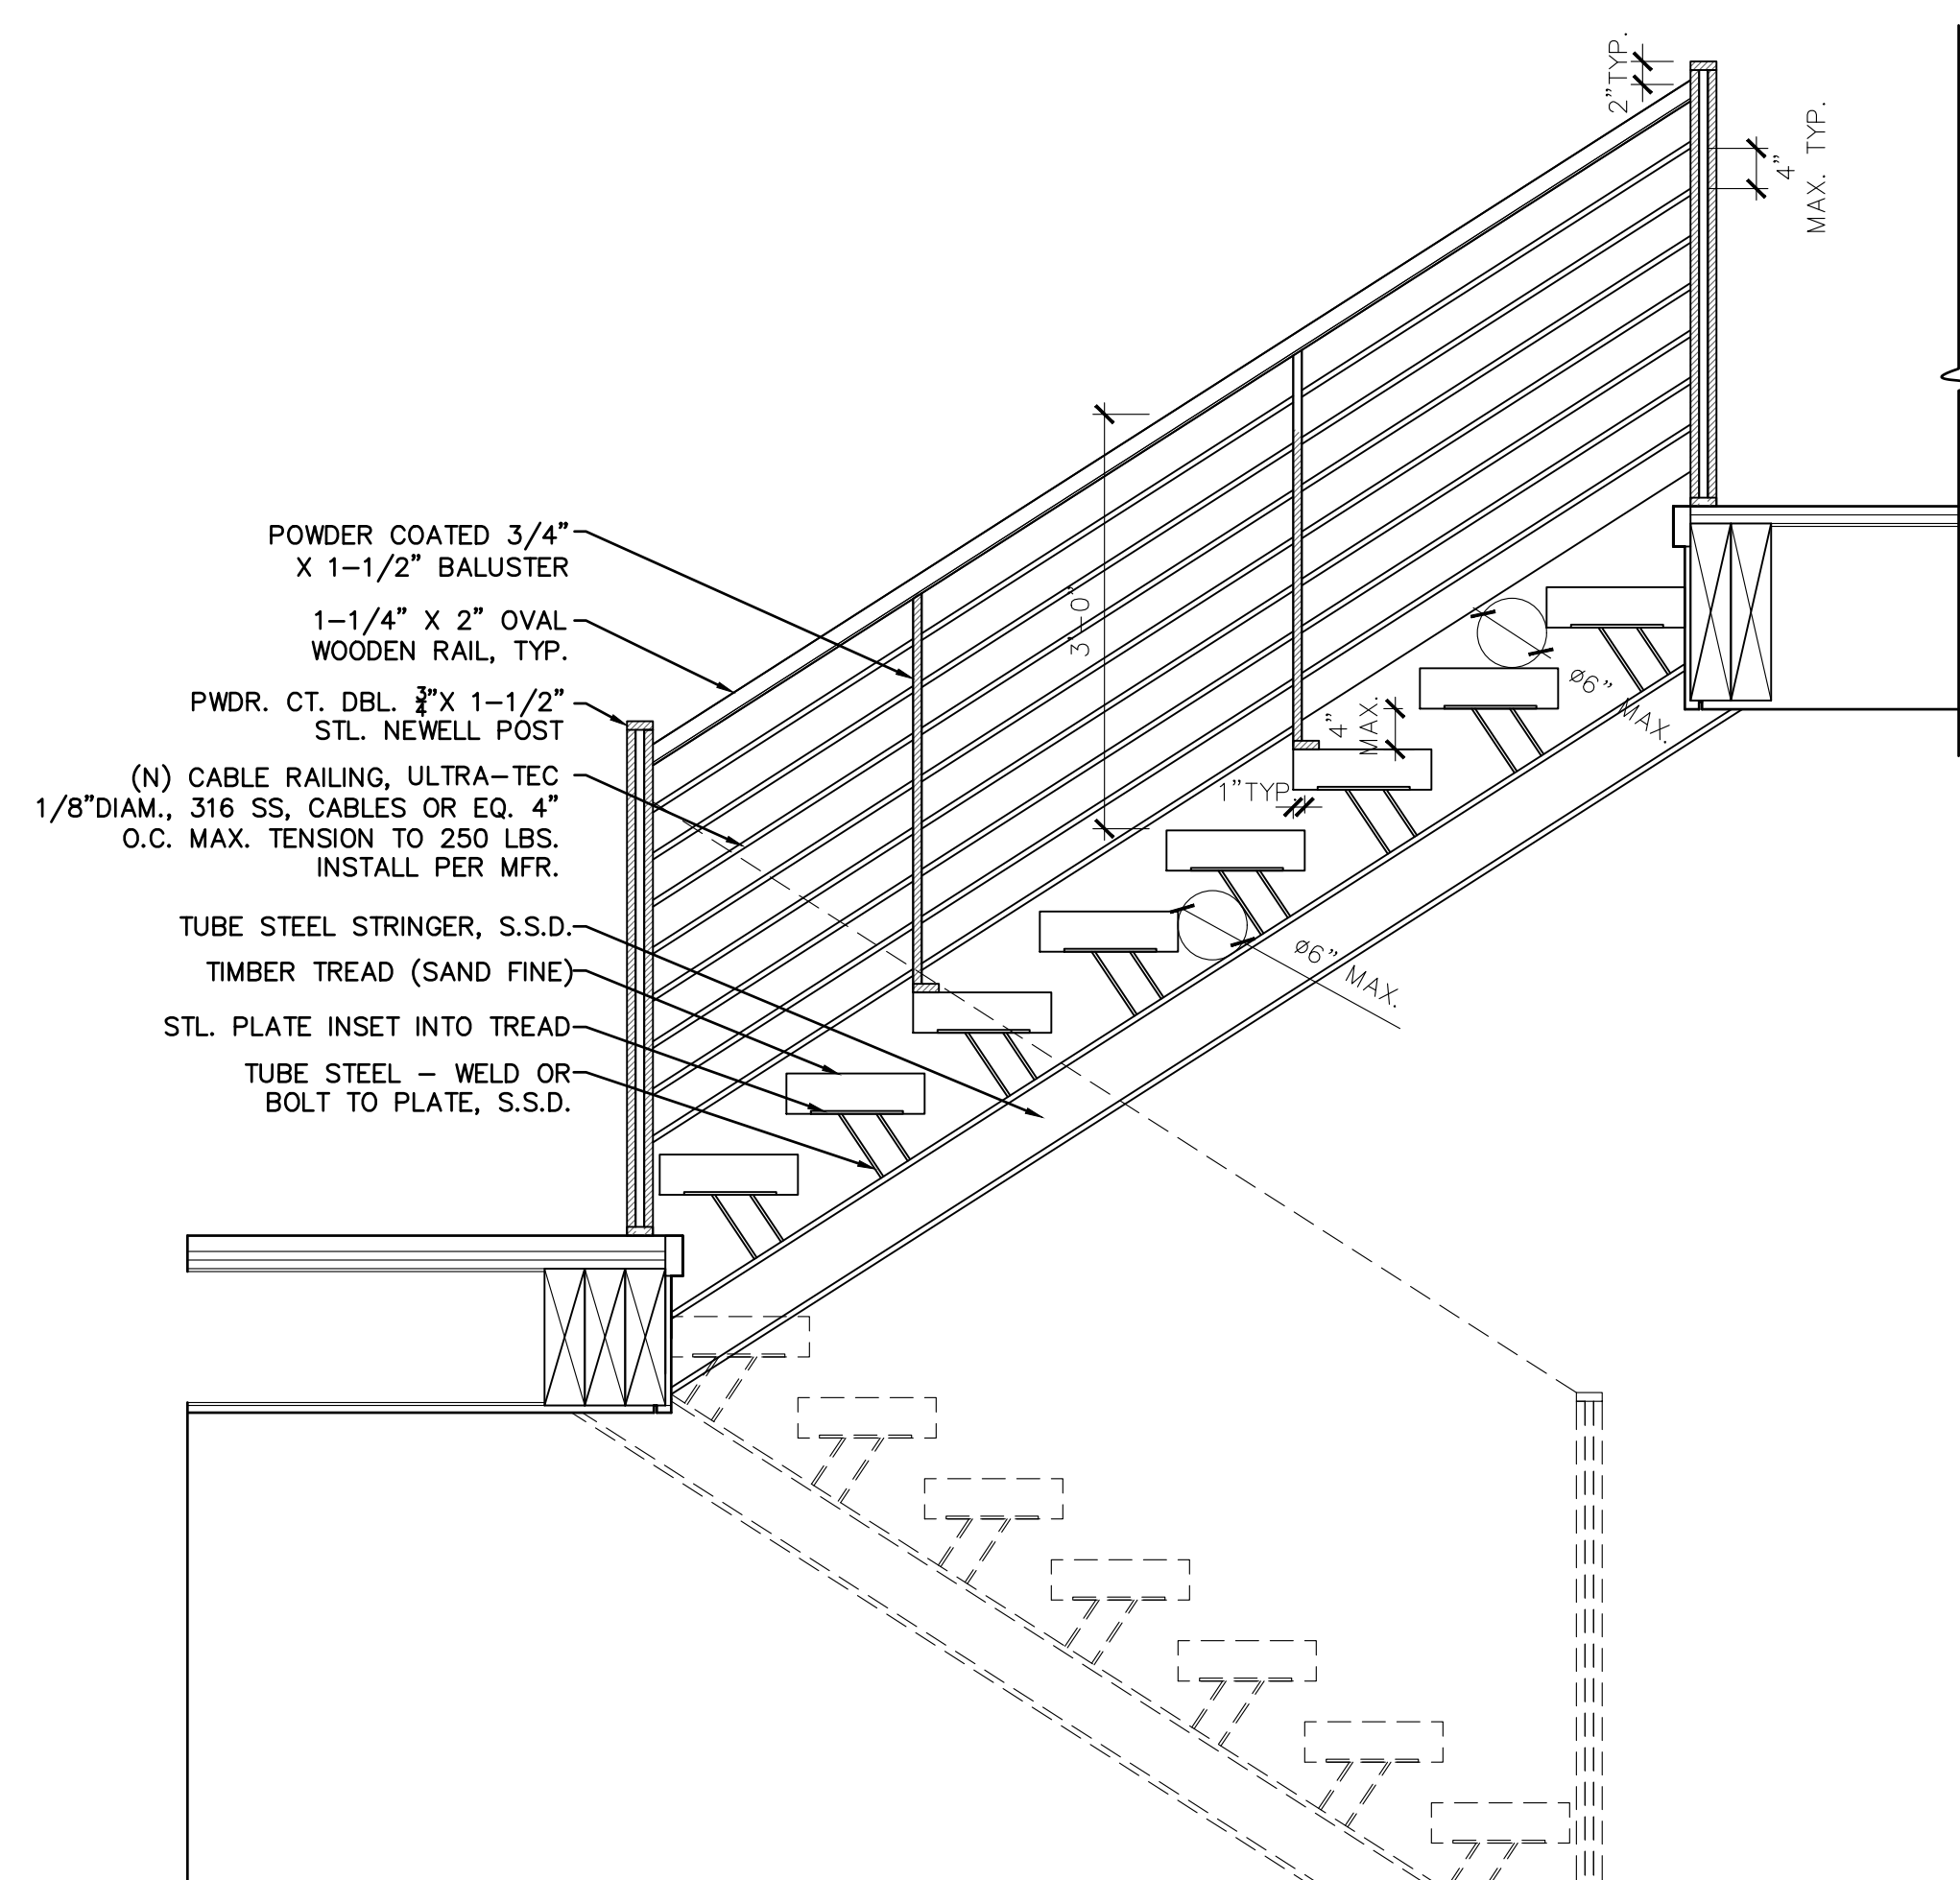 2”TYP.
4”
MAX. TYP.
POWDER COATED 3/4”
X 1–1/2” BALUSTER
1–1/4” X 2” OVAL
WOODEN RAIL, TYP.
PWDR. CT. DBL. 3/4”X 1–1/2”
STL. NEWELL POST
(N) CABLE RAILING, ULTRA–TEC
1/8”DIAM., 316 SS, CABLES OR EQ. 4”
O.C. MAX. TENSION TO 250 LBS.
INSTALL PER MFR.
TUBE STEEL STRINGER, S.S.D.
TIMBER TREAD (SAND FINE)
STL. PLATE INSET INTO TREAD
TUBE STEEL – WELD OR
BOLT TO PLATE, S.S.D.
3’–0”
4”
MAX.
1”TYP.
ø6” MAX.
ø6” MAX.